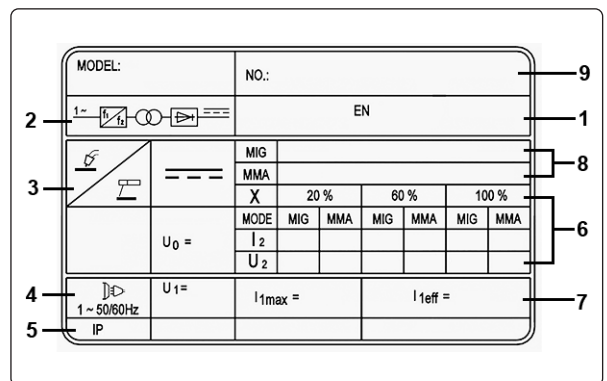 MODEL: NO.: 9
2 1~ f₁ f₂ EN 1
MIG 8
3 MMA
X 20 % 60 % 100 %
MODE MIG MMA MIG MMA MIG MMA 6
U₀ = I₂
U₂
4 U₁= I₁max = I₁eff = 7
1 ~ 50/60Hz
5 IP